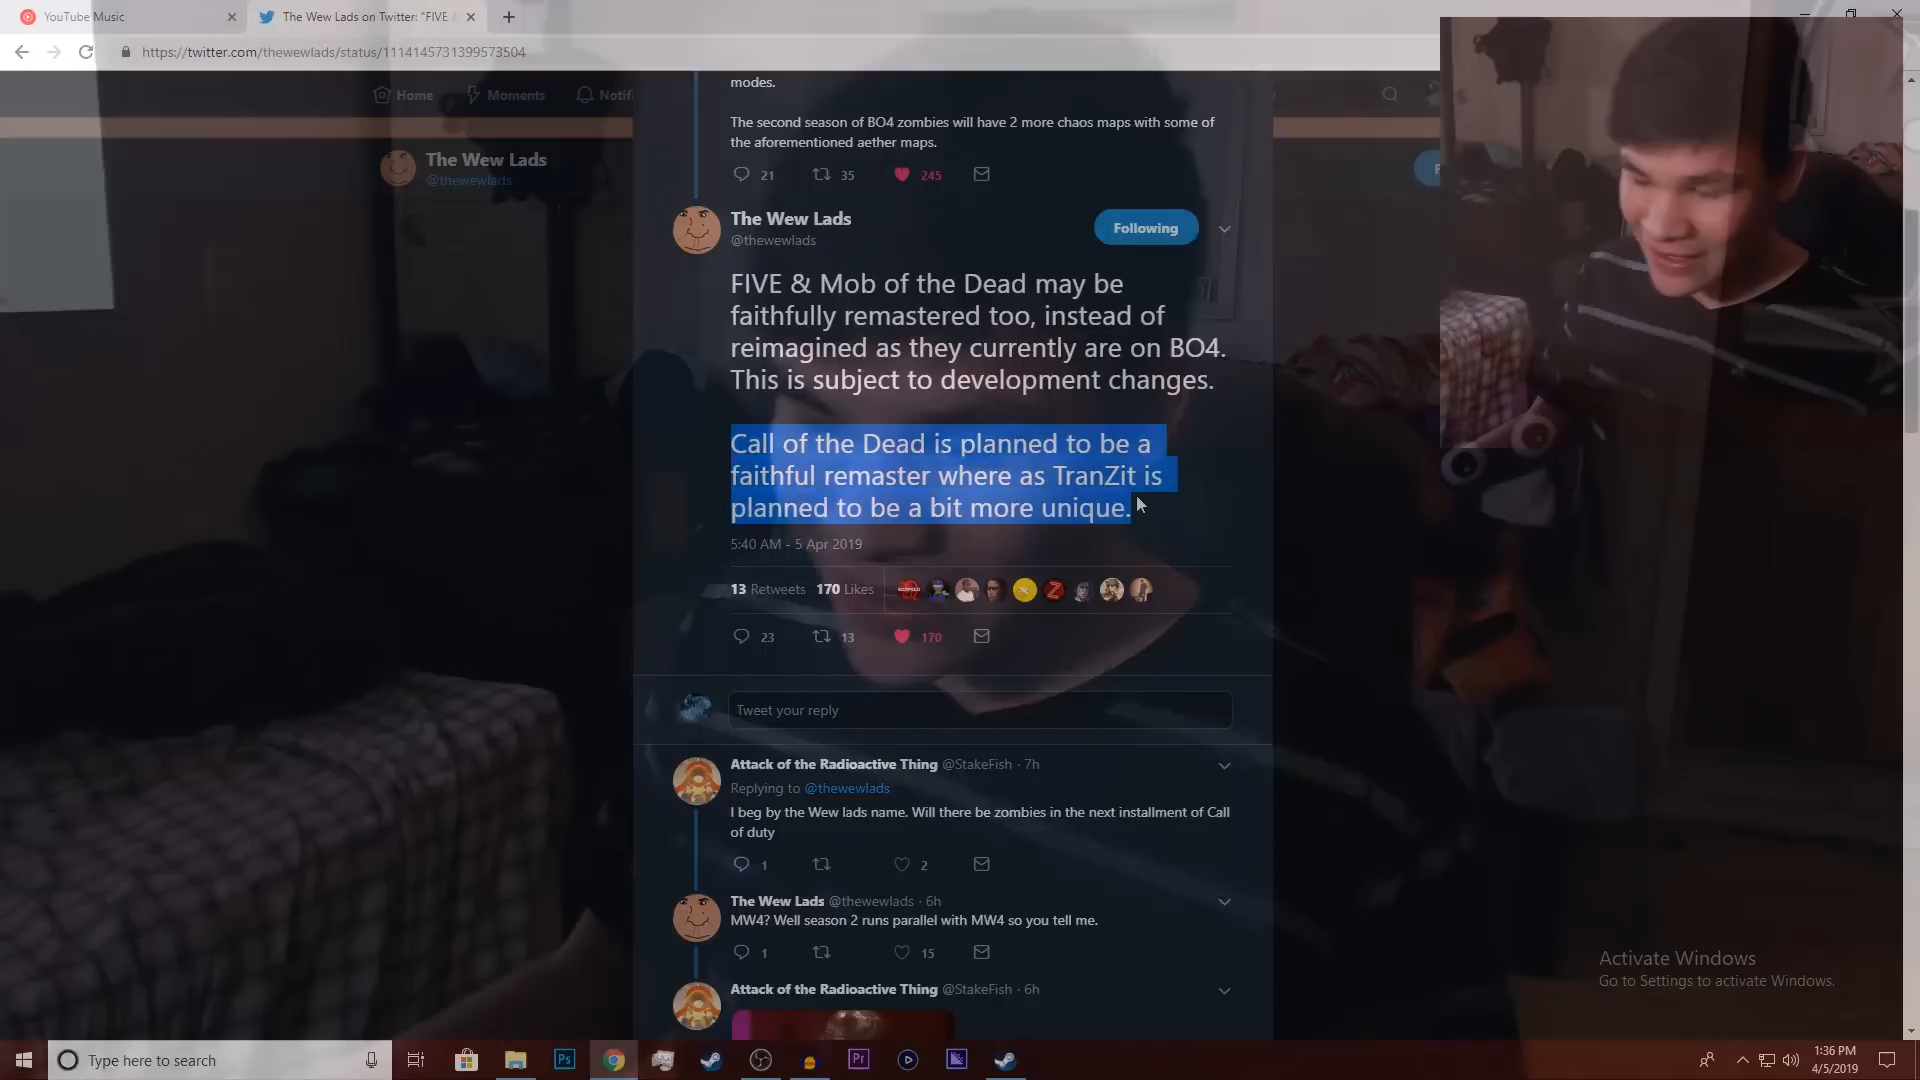 YouTube Music
The Wew Lads on Twitter: "FIVE &
https://twitter.com/thewewlads/status/1114145731399573504
modes.
Home
Moments
Notifi
The second season of BO4 zombies will have 2 more chaos maps with some of
the aforementioned aether maps.
The Wew Lads
@thewewlads
21 35 245
The Wew Lads
@thewewlads
Following
FIVE & Mob of the Dead may be
faithfully remastered too, instead of
reimagined as they currently are on BO4.
This is subject to development changes.
Call of the Dead is planned to be a
faithful remaster where as TranZit is
planned to be a bit more unique.
5:40 AM - 5 Apr 2019
13 Retweets 170 Likes
23 13 170
Tweet your reply
Attack of the Radioactive Thing @StakeFish · 7h
Replying to @thewewlads
I beg by the Wew lads name. Will there be zombies in the next installment of Call
of duty
1 2
The Wew Lads @thewewlads · 6h
MW4? Well season 2 runs parallel with MW4 so you tell me.
1 15
Attack of the Radioactive Thing @StakeFish · 6h
Activate Windows
Go to Settings to activate Windows.
Type here to search
Ps
Pr
1:36 PM
4/5/2019